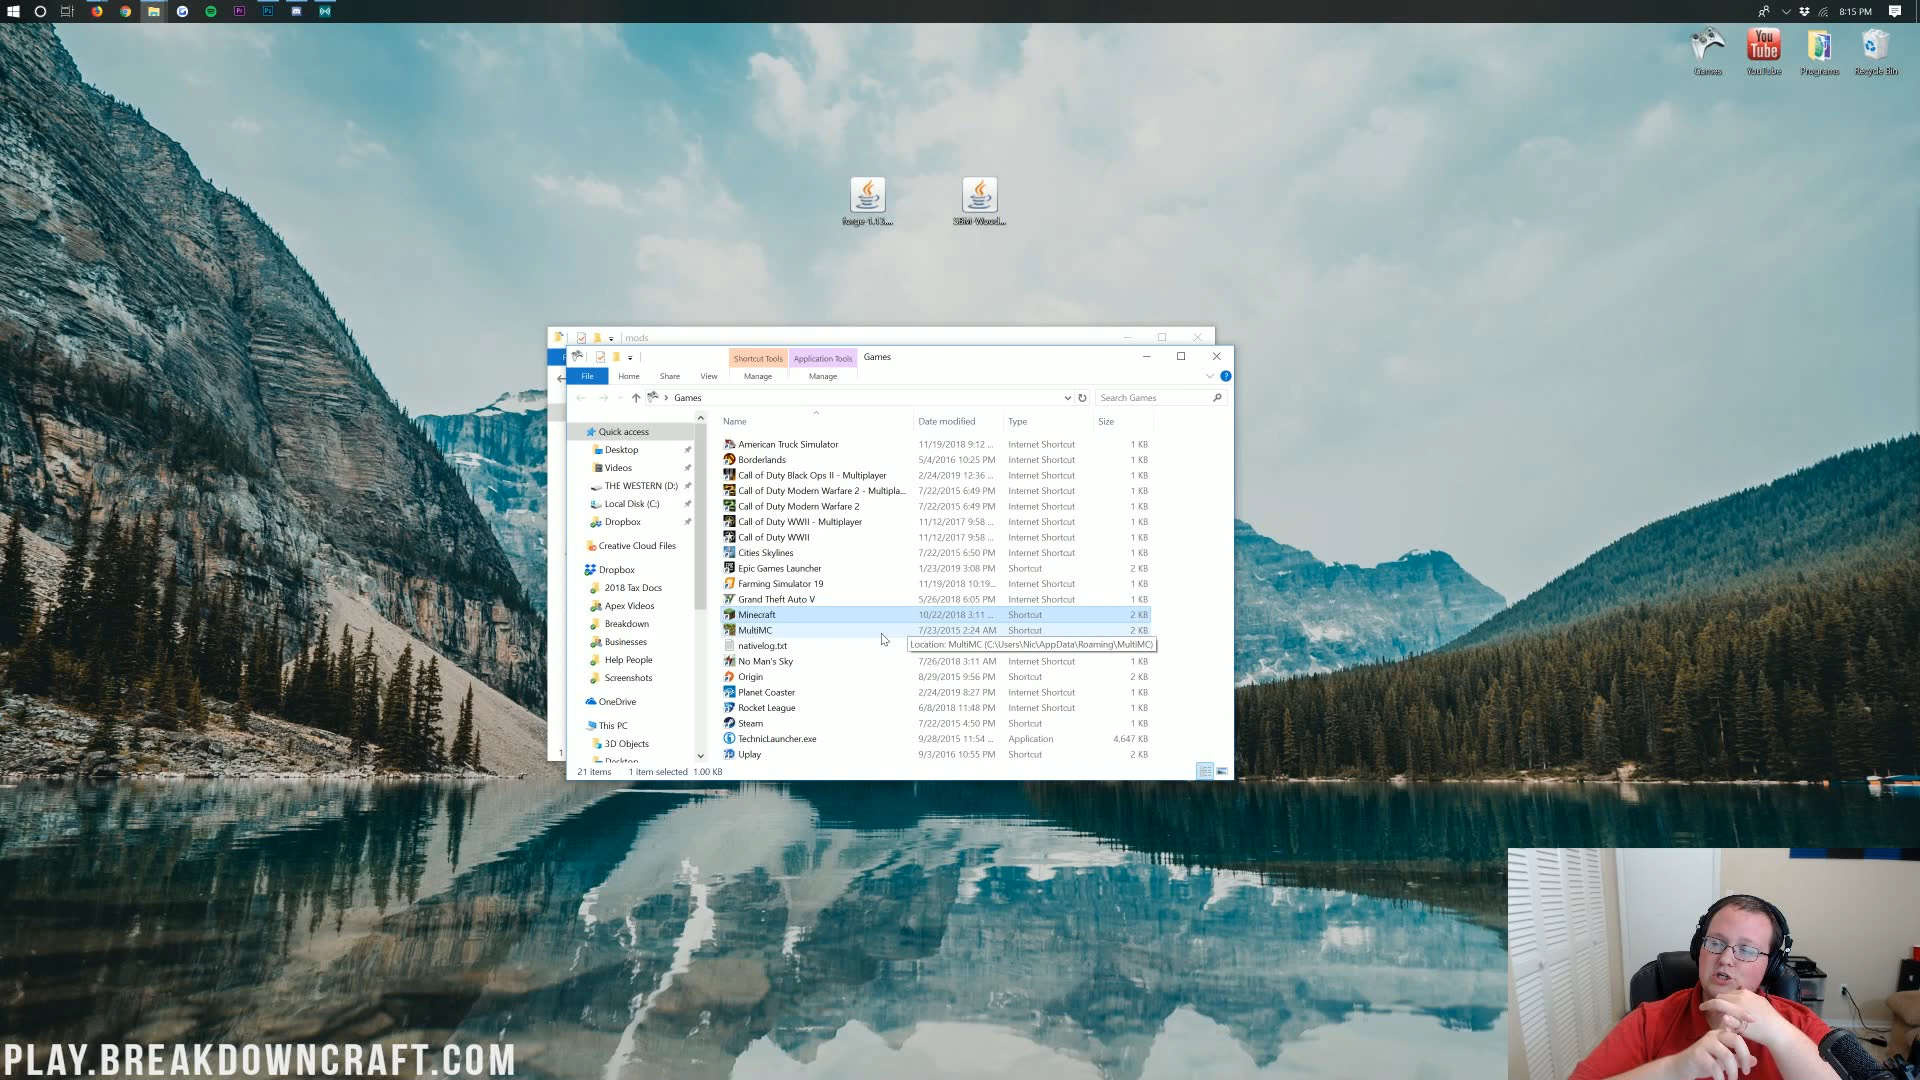 8:15 PM
Games
You
Tube
YouTube
Programs
Recycle Bin
forge-1.13....
SBM-Wood...
mods
Shortcut Tools
Application Tools
Games
File
Home
Share
View
Manage
Manage
Games
Search Games
Name
Date modified
Type
Size
Quick access
Desktop
Videos
THE WESTERN (D:)
Local Disk (C:)
Dropbox
Creative Cloud Files
Dropbox
2018 Tax Docs
Apex Videos
Breakdown
Businesses
Help People
Screenshots
OneDrive
This PC
3D Objects
Desktop
American Truck Simulator 11/19/2018 9:12 ... Internet Shortcut 1 KB
Borderlands 5/4/2016 10:25 PM Internet Shortcut 1 KB
Call of Duty Black Ops II - Multiplayer 2/24/2019 12:36 ... Internet Shortcut 1 KB
Call of Duty Modern Warfare 2 - Multipla... 7/22/2015 6:49 PM Internet Shortcut 1 KB
Call of Duty Modern Warfare 2 7/22/2015 6:49 PM Internet Shortcut 1 KB
Call of Duty WWII - Multiplayer 11/12/2017 9:58 ... Internet Shortcut 1 KB
Call of Duty WWII 11/12/2017 9:58 ... Internet Shortcut 1 KB
Cities Skylines 7/22/2015 6:50 PM Internet Shortcut 1 KB
Epic Games Launcher 1/23/2019 3:08 PM Shortcut 2 KB
Farming Simulator 19 11/19/2018 10:19... Internet Shortcut 1 KB
Grand Theft Auto V 5/26/2018 6:05 PM Internet Shortcut 1 KB
Minecraft 10/22/2018 3:11 ... Shortcut 2 KB
MultiMC 7/23/2015 2:24 AM Shortcut 2 KB
nativelog.txt
Location: MultiMC (C:\Users\Nic\AppData\Roaming\MultiMC)
No Man's Sky 7/26/2018 3:11 AM Internet Shortcut 1 KB
Origin 8/29/2015 9:56 PM Shortcut 2 KB
Planet Coaster 2/24/2019 8:27 PM Internet Shortcut 1 KB
Rocket League 6/8/2018 11:48 PM Internet Shortcut 1 KB
Steam 7/22/2015 4:50 PM Shortcut 1 KB
TechnicLauncher.exe 9/28/2015 11:54 ... Application 4,647 KB
Uplay 9/3/2016 10:55 PM Shortcut 2 KB
21 items 1 item selected 1.00 KB
PLAY.BREAKDOWNCRAFT.COM